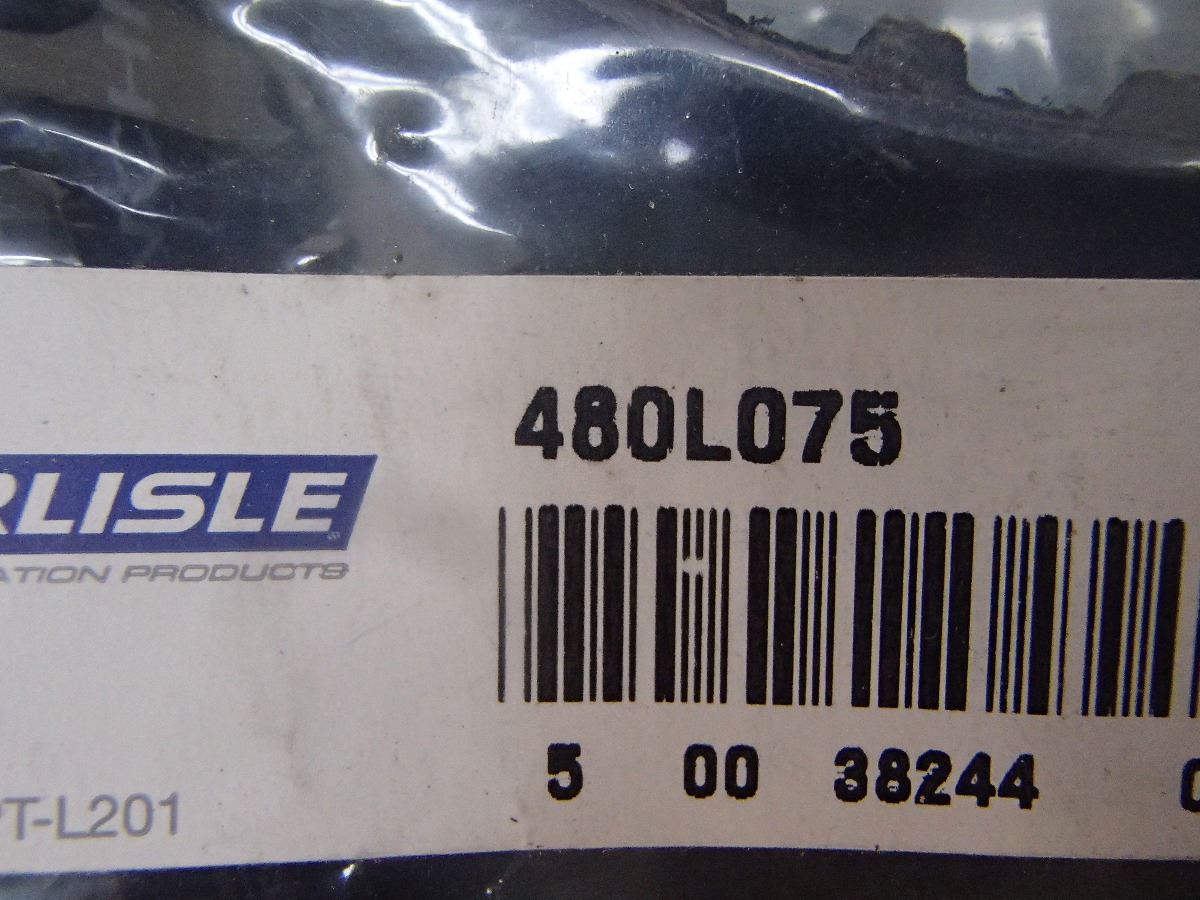 480L075
RLISLE
ATION PRODUCTS
5 00 38244 0
PT-L201